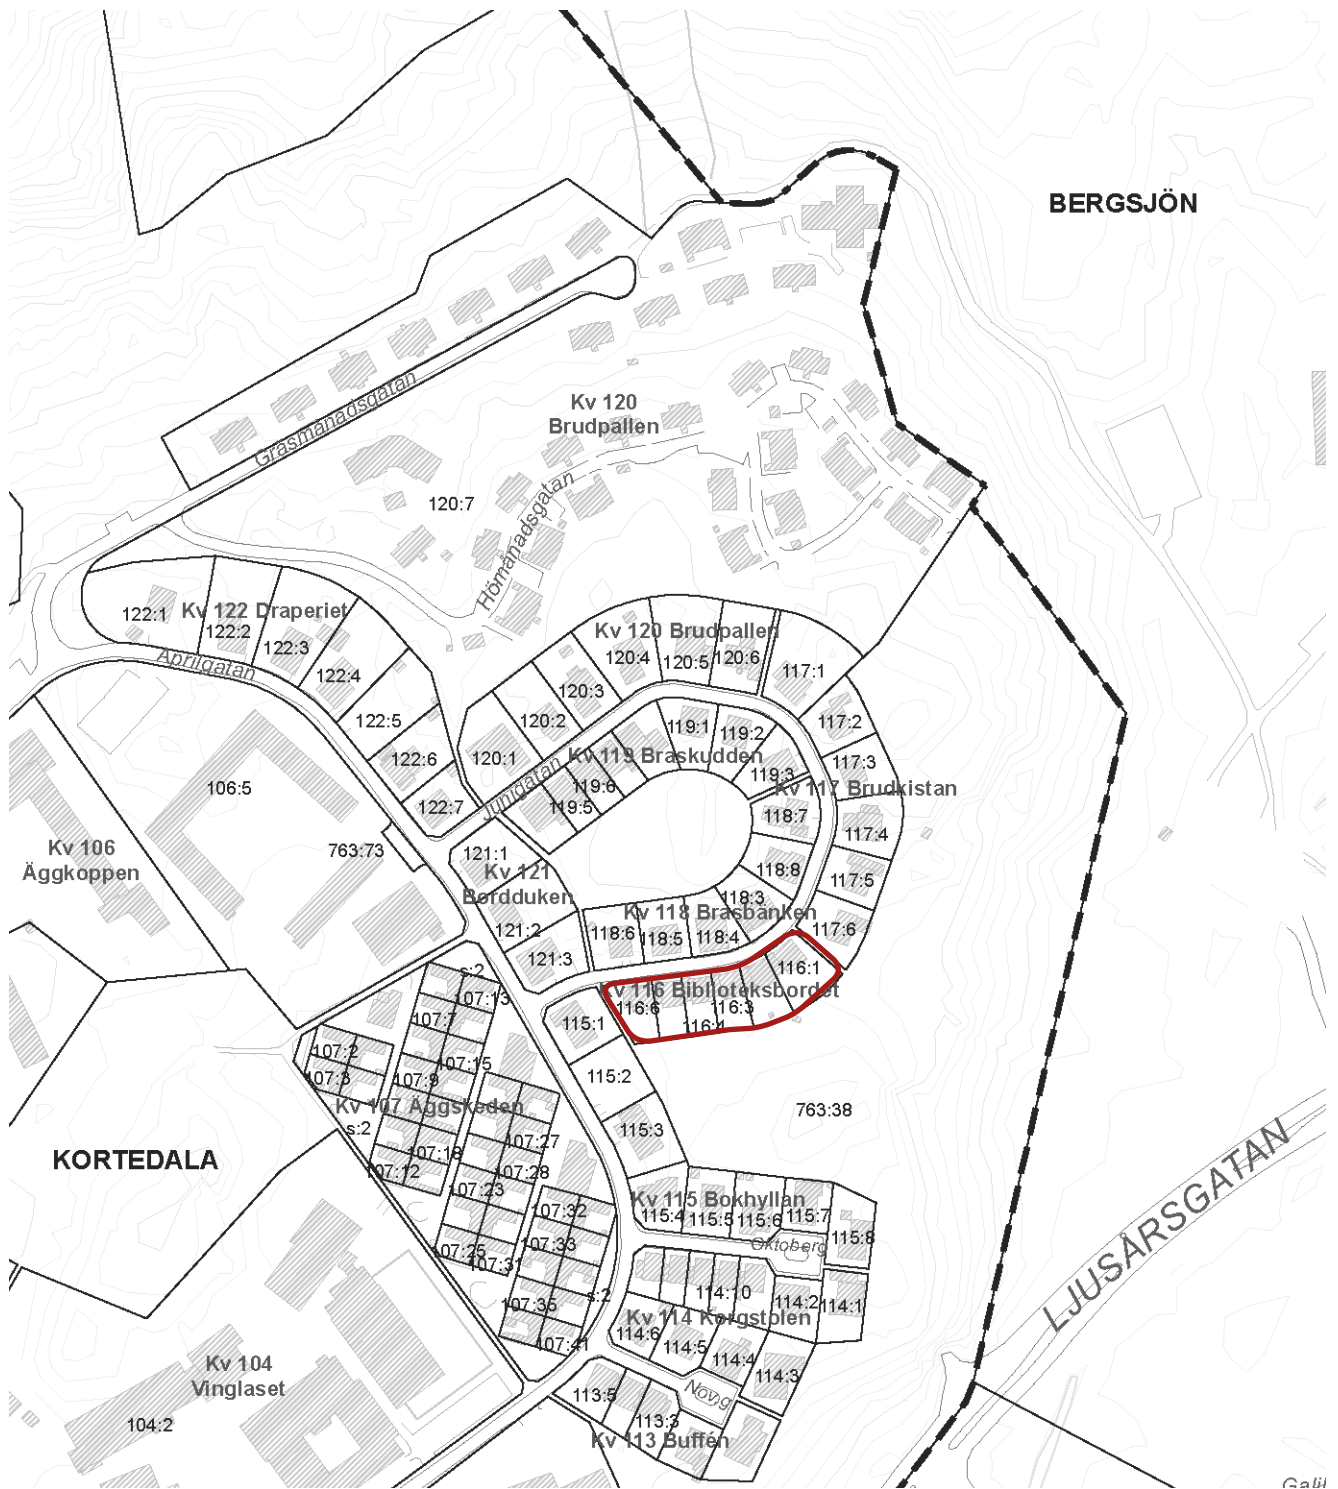 BERGSJÖN
Gräsmånadsgatan
Kv 120
Brudpallen
120:7
Hömånadsgatan
122:1
Kv 122 Draperiet
122:2
122:3
122:4
122:5
122:6
122:7
Aprilgatan
Kv 120 Brudpallen
120:4
120:5
120:6
120:3
120:2
120:1
117:1
117:2
117:3
Kv 117 Brudkistan
117:4
117:5
117:6
119:1
119:2
Kv 119 Braskudden
119:3
119:6
119:5
Junigatan
118:7
118:8
118:3
Kv 118 Brasbänken
118:6
118:5
118:4
106:5
Kv 106
Äggkoppen
763:73
121:1
Kv 121
Bordduken
121:2
121:3
116:1
Kv 116 Biblioteksbordet
116:6
116:3
116:4
s:2
107:13
107:7
107:2
107:15
107:3
107:9
Kv 107 Äggskeden
s:2
107:27
107:18
107:12
107:28
107:23
107:32
107:33
107:25
107:31
s:2
107:35
107:41
115:1
115:2
115:3
763:38
KORTEDALA
Kv 115 Bokhyllan
115:4
115:5
115:6
115:7
115:8
Oktoberg
114:10
114:2
114:1
Kv 114 Korgstolen
114:6
114:5
114:4
114:3
LJUSÅRSGATAN
Kv 104
Vinglaset
104:2
113:5
Nov.g
113:3
Kv 113 Buffén